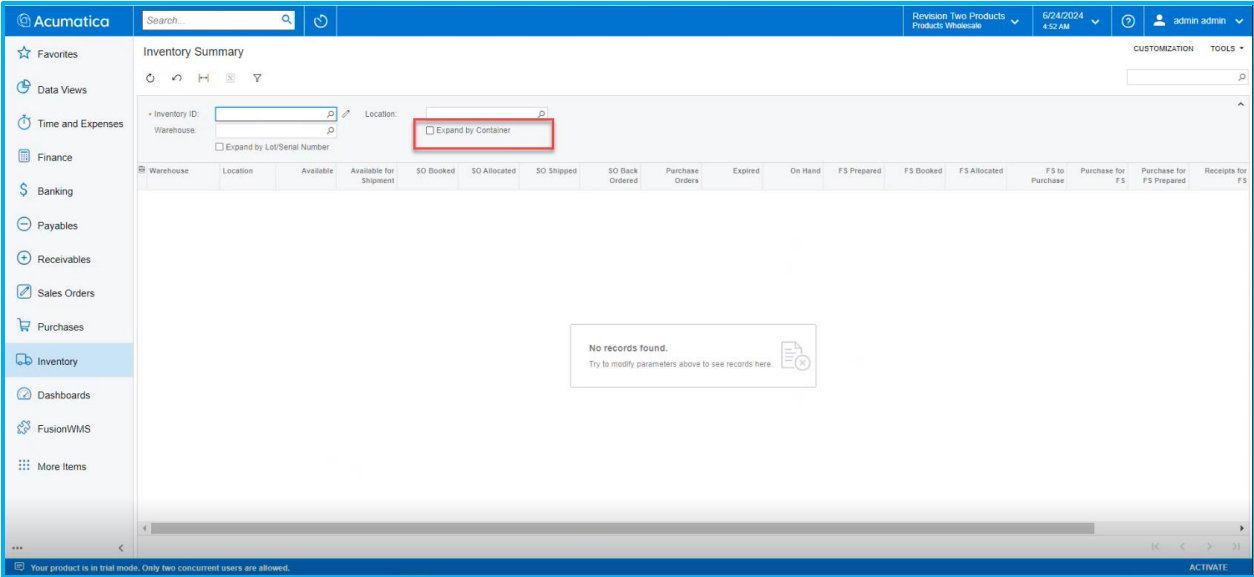 Acumatica
Search...
Revision Two Products
Products Wholesale
6/24/2024
4:52 AM
admin admin
Favorites
Data Views
Time and Expenses
Finance
Banking
Payables
Receivables
Sales Orders
Purchases
Inventory
Dashboards
FusionWMS
More Items
Inventory Summary
CUSTOMIZATION TOOLS
* Inventory ID: Location:
Warehouse: Expand by Container
Expand by Lot/Serial Number
Warehouse Location Available Available for Shipment SO Booked SO Allocated SO Shipped SO Back Ordered Purchase Orders Expired On Hand FS Prepared FS Booked FS Allocated FS to Purchase Purchase for FS Purchase for FS Prepared Receipts for FS
No records found.
Try to modify parameters above to see records here.
Your product is in trial mode. Only two concurrent users are allowed. ACTIVATE